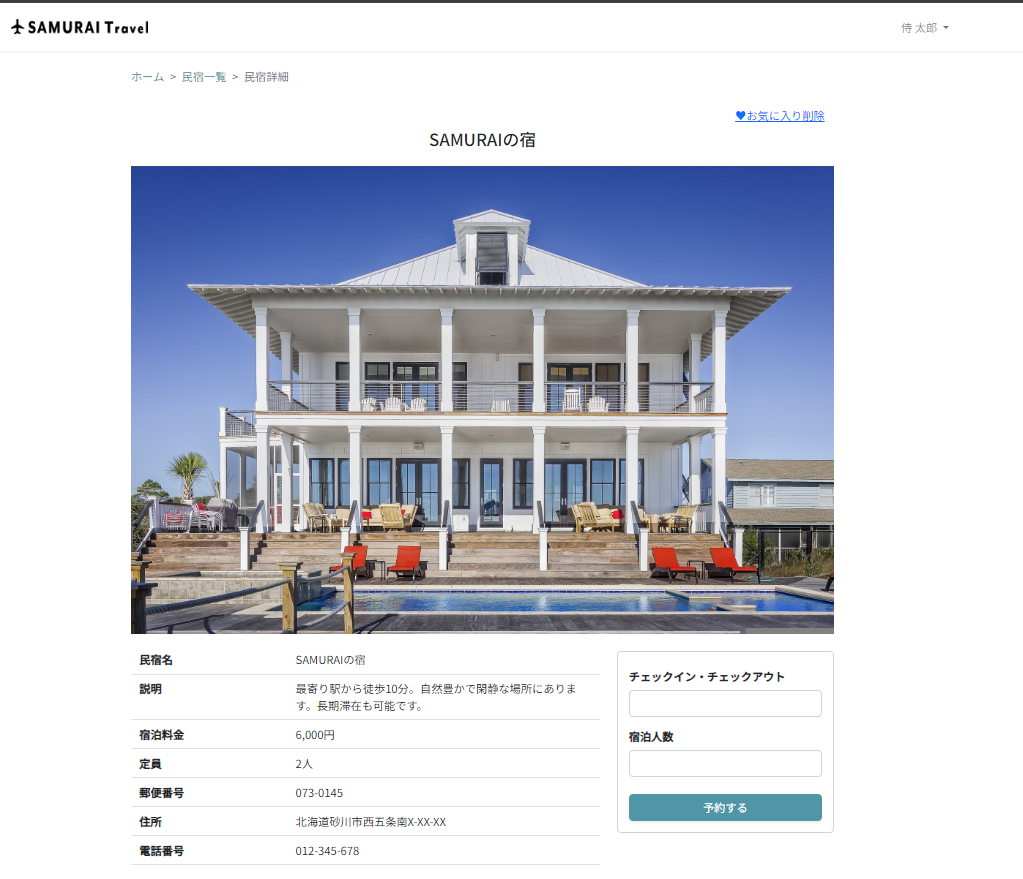 SAMURAI Travel
侍 太郎
ホーム > 民宿一覧 > 民宿詳細
♥お気に入り削除
SAMURAIの宿
民宿名 SAMURAIの宿
説明 最寄り駅から徒歩10分。自然豊かで閑静な場所にありま
す。長期滞在も可能です。
宿泊料金 6,000円
定員 2人
郵便番号 073-0145
住所 北海道砂川市西五条南X-XX-XX
電話番号 012-345-678
チェックイン・チェックアウト
宿泊人数
予約する